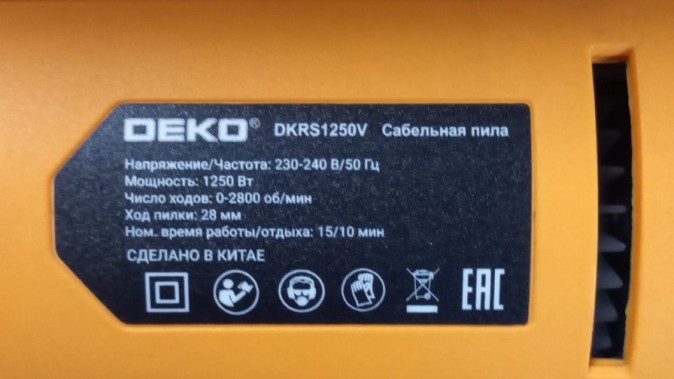 DEKO® DKRS1250V Сабельная пила
Напряжение/Частота: 230-240 В/50 Гц
Мощность: 1250 Вт
Число ходов: 0-2800 об/мин
Ход пилки: 28 мм
Ном. время работы/отдыха: 15/10 мин
СДЕЛАНО В КИТАЕ
EAC